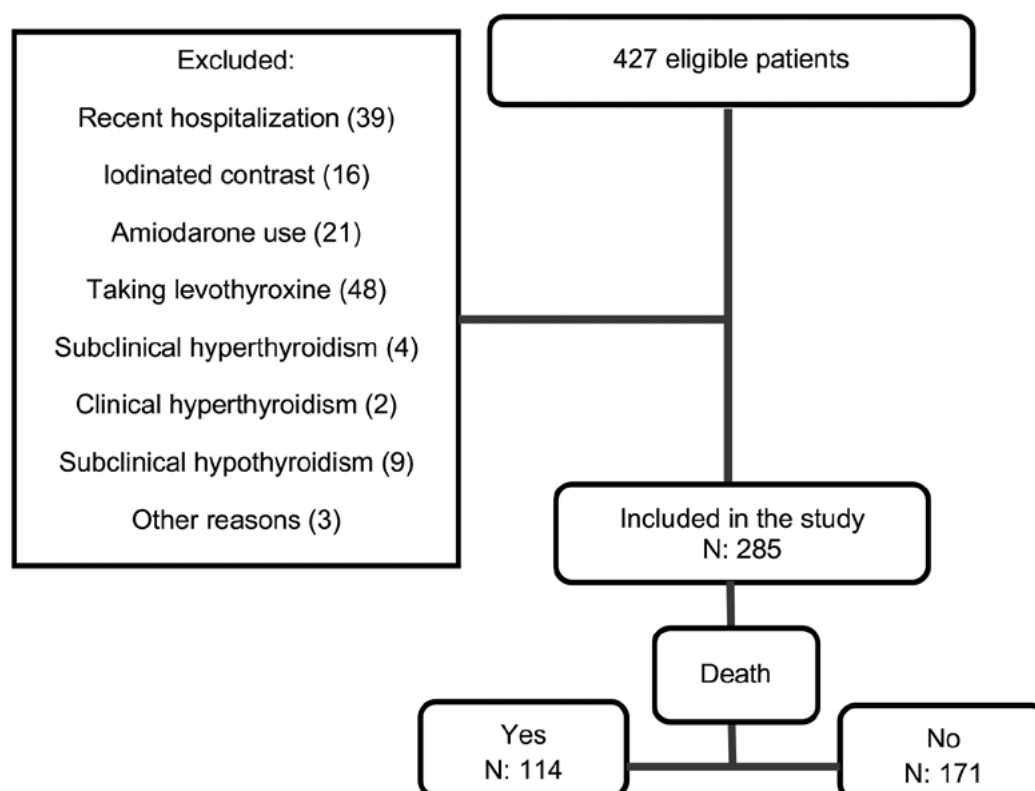 Excluded:
Recent hospitalization (39)
Iodinated contrast (16)
Amiodarone use (21)
Taking levothyroxine (48)
Subclinical hyperthyroidism (4)
Clinical hyperthyroidism (2)
Subclinical hypothyroidism (9)
Other reasons (3)
427 eligible patients
Included in the study
N: 285
Death
Yes
N: 114
No
N: 171